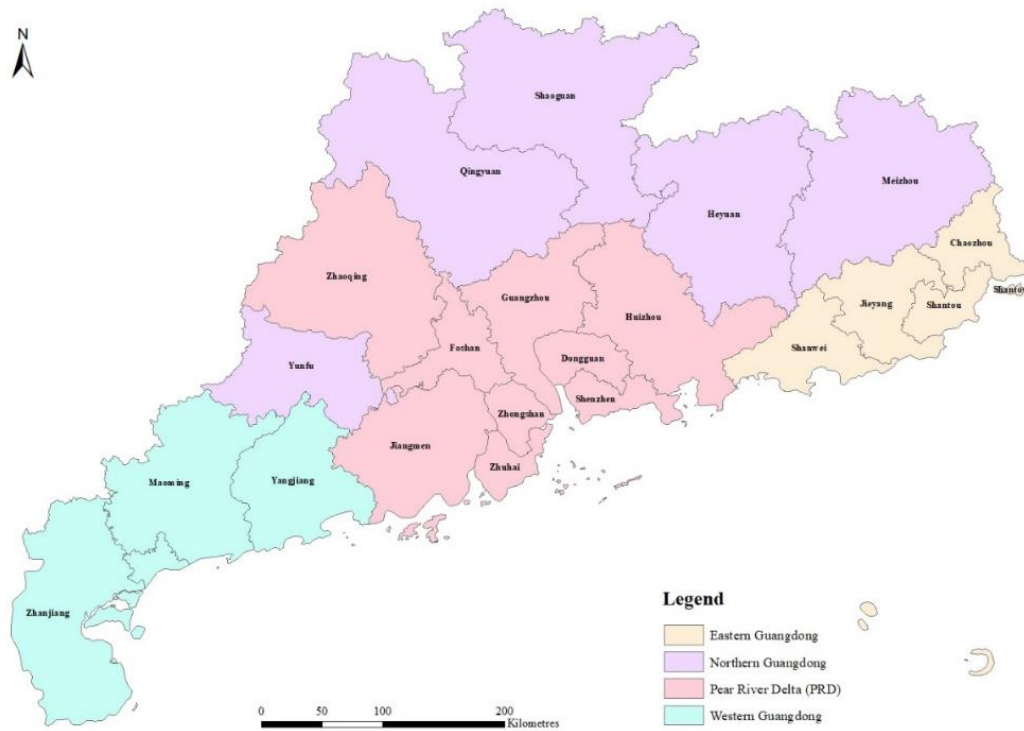 N
Shaoguan
Qingyuan
Meizhou
Heyuan
Chaozhou
Zhaoqing
Shantou
Guangzhou
Jieyang
Shantou
Huizhou
Foshan
Shanwei
Dongguan
Yunfu
Shenzhen
Zhongshan
Jiangmen
Zhuhai
Yangjiang
Maoming
Zhanjiang
Legend
Eastern Guangdong
Northern Guangdong
Pear River Delta (PRD)
Western Guangdong
0 50 100 200
Kilometres